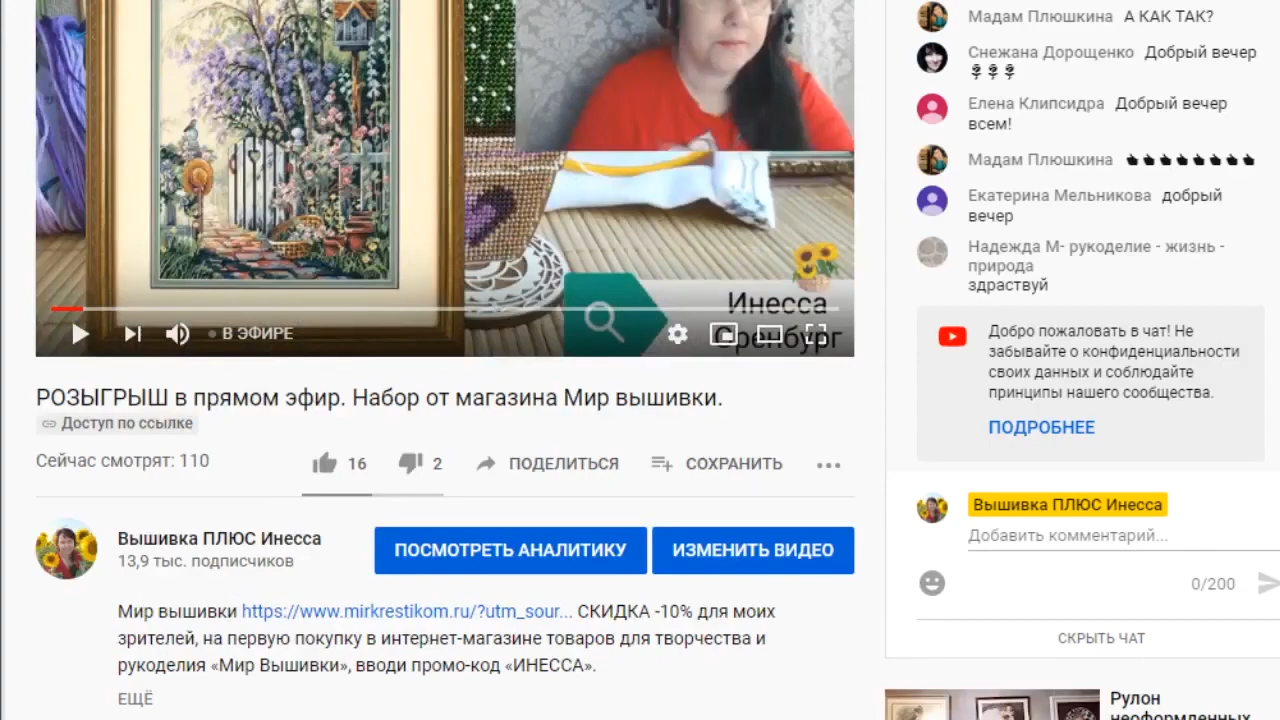 Инесса
Оренбург
В ЭФИРЕ
РОЗЫГРЫШ в прямом эфир. Набор от магазина Мир вышивки.
Доступ по ссылке
Сейчас смотрят: 110
16
2
ПОДЕЛИТЬСЯ
СОХРАНИТЬ
Вышивка ПЛЮС Инесса
13,9 тыс. подписчиков
ПОСМОТРЕТЬ АНАЛИТИКУ
ИЗМЕНИТЬ ВИДЕО
Мир вышивки https://www.mirkrestikom.ru/?utm_sour... СКИДКА -10% для моих
зрителей, на первую покупку в интернет-магазине товаров для творчества и
рукоделия «Мир Вышивки», вводи промо-код «ИНЕССА».
ЕЩЁ
Мадам Плюшкина А КАК ТАК?
Снежана Дорощенко Добрый вечер
Елена Клипсидра Добрый вечер
всем!
Мадам Плюшкина
Екатерина Мельникова добрый
вечер
Надежда М- рукоделие - жизнь -
природа
здраствуй
Добро пожаловать в чат! Не
забывайте о конфиденциальности
своих данных и соблюдайте
принципы нашего сообщества.
ПОДРОБНЕЕ
Вышивка ПЛЮС Инесса
Добавить комментарий...
0/200
СКРЫТЬ ЧАТ
Рулон
неоформленных